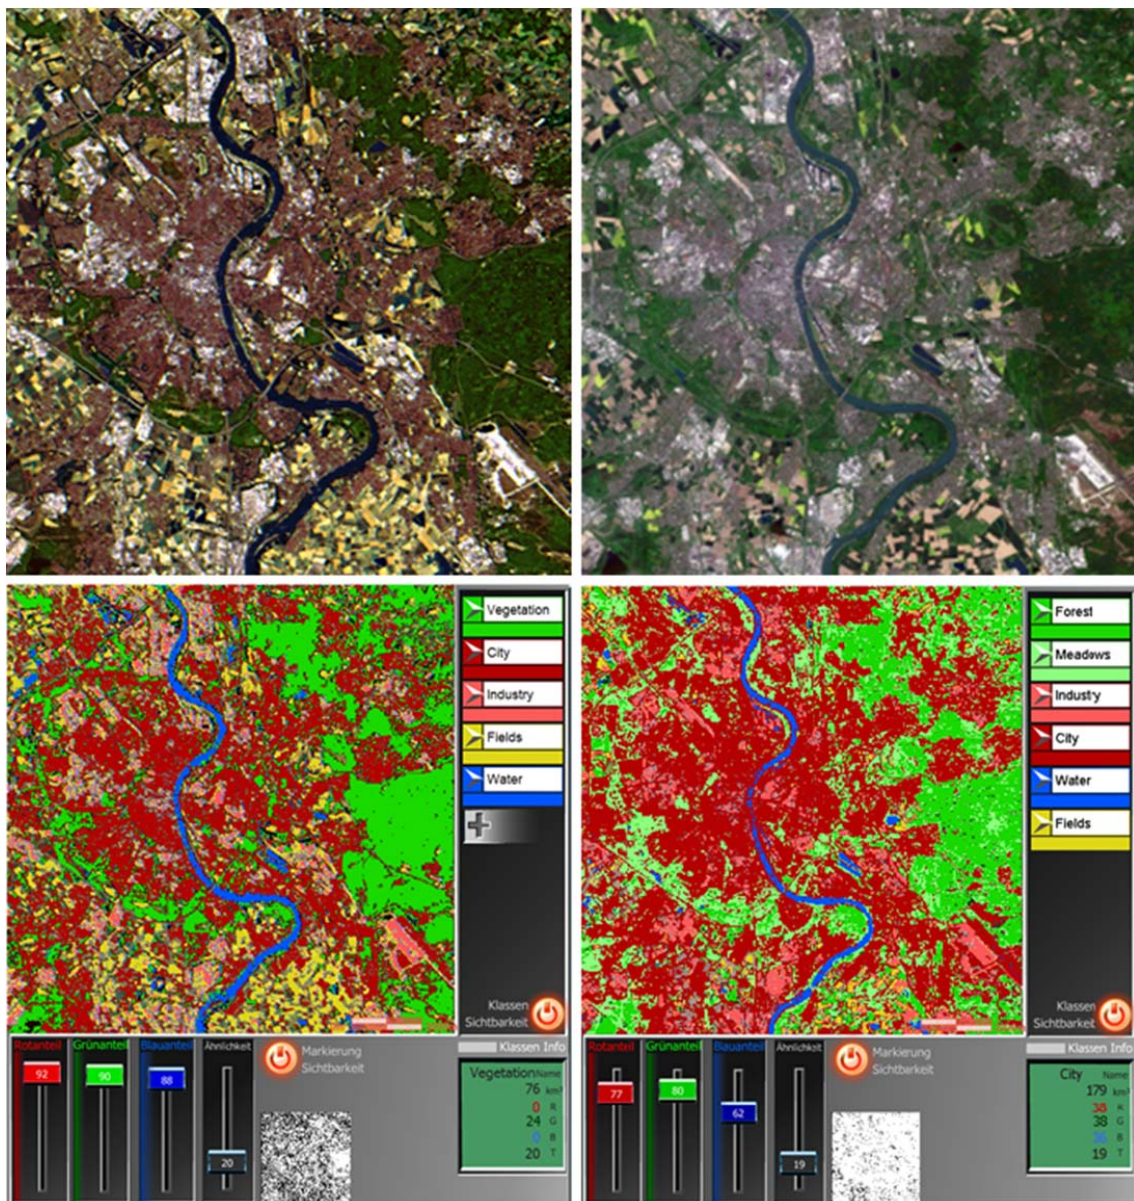 Vegetation
City
Industry
Fields
Water
Klassen
Sichtbarkeit
Rotanteil
Grünanteil
Blauanteil
Ähnlichkeit
92
90
88
20
Markierung
Sichtbarkeit
Klassen Info
Vegetation Name
76 km²
0 R
24 G
0 B
20 T
Forest
Meadows
Industry
City
Water
Fields
Klassen
Sichtbarkeit
Rotanteil
Grünanteil
Blauanteil
Ähnlichkeit
77
80
62
19
Markierung
Sichtbarkeit
Klassen Info
City Name
179 km²
38 R
38 G
36 B
19 T